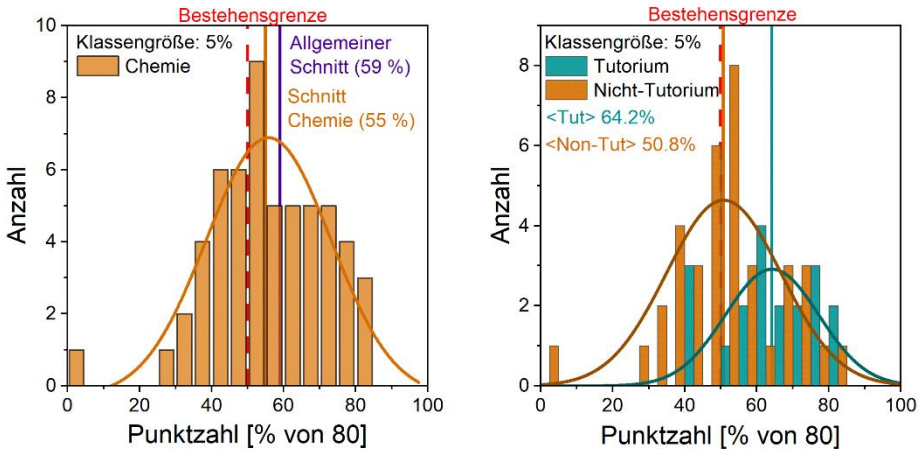 Bestehensgrenze
Klassengröße: 5%
Chemie
Allgemeiner
Schnitt (59 %)
Schnitt
Chemie (55 %)
Anzahl
10
8
6
4
2
0
0 20 40 60 80 100
Punktzahl [% von 80]
Bestehensgrenze
Klassengröße: 5%
Tutorium
Nicht-Tutorium
<Tut> 64.2%
<Non-Tut> 50.8%
Anzahl
8
6
4
2
0
0 20 40 60 80 100
Punktzahl [% von 80]